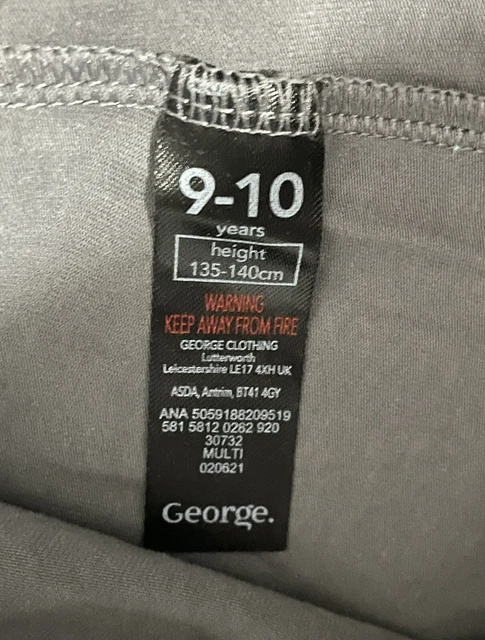 9-10
years
height
135-140cm
WARNING
KEEP AWAY FROM FIRE
GEORGE CLOTHING
Lutterworth
Leicestershire LE17 4XH UK
ASDA, Antrim, BT41 4GY
ANA 5059188209519
581 5812 0262 920
30732
MULTI
020621
George.